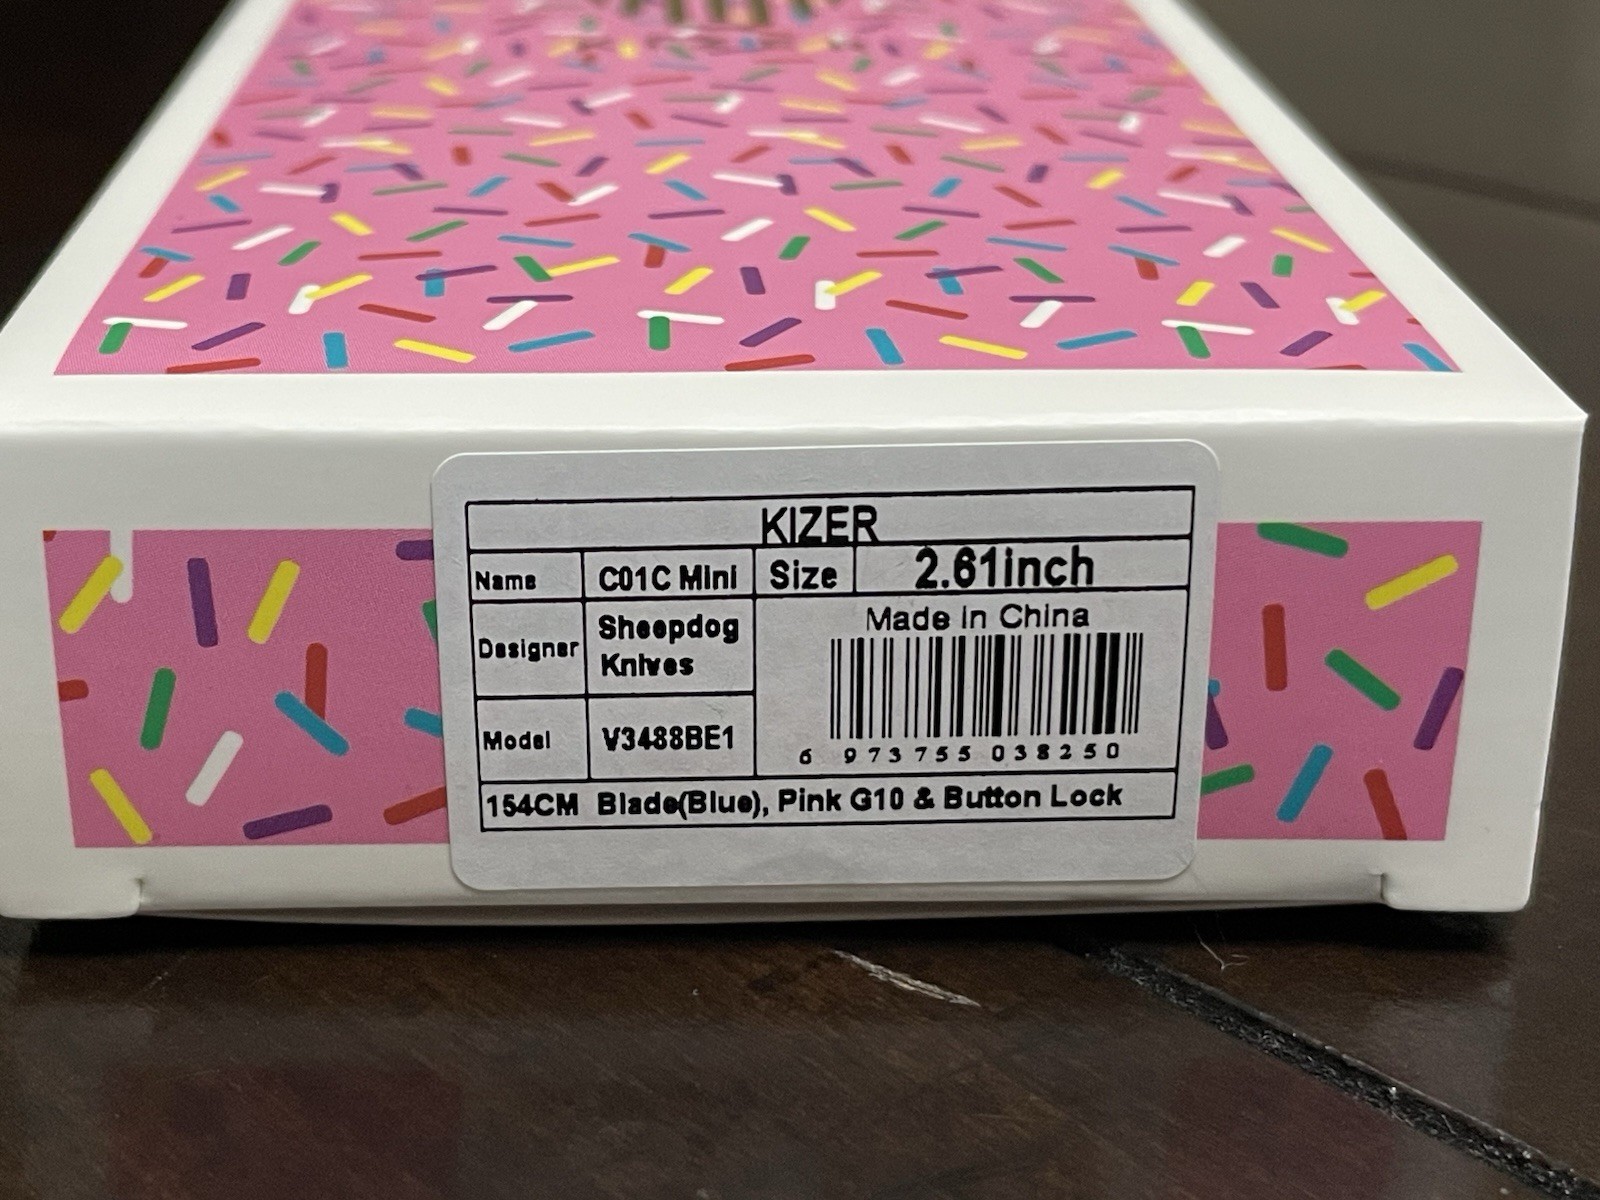 KIZER
Name C01C Mini Size 2.61inch
Designer Sheepdog Knives
Made in China
6 973755 038250
Model V3488BE1
154CM Blade(Blue), Pink G10 & Button Lock